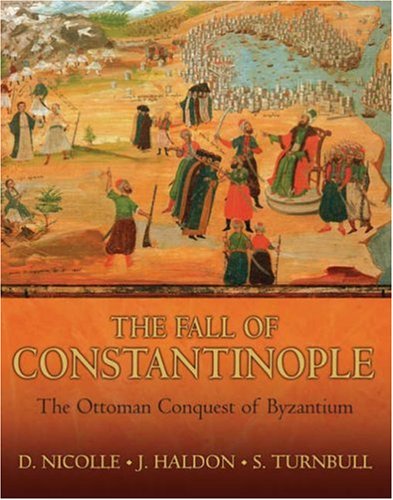 THE FALL OF
CONSTANTINOPLE
The Ottoman Conquest of Byzantium
D. NICOLLE • J. HALDON • S. TURNBULL